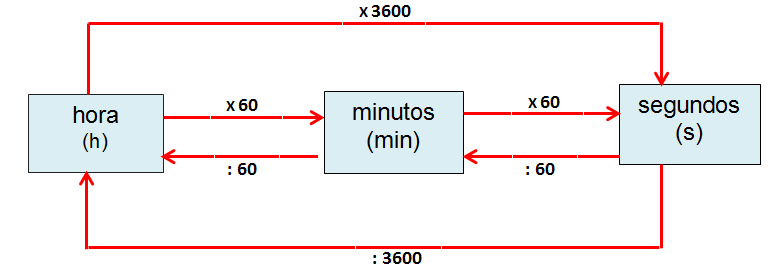 x 3600
hora
(h)
x 60
minutos
(min)
x 60
segundos
(s)
: 60
: 60
: 3600